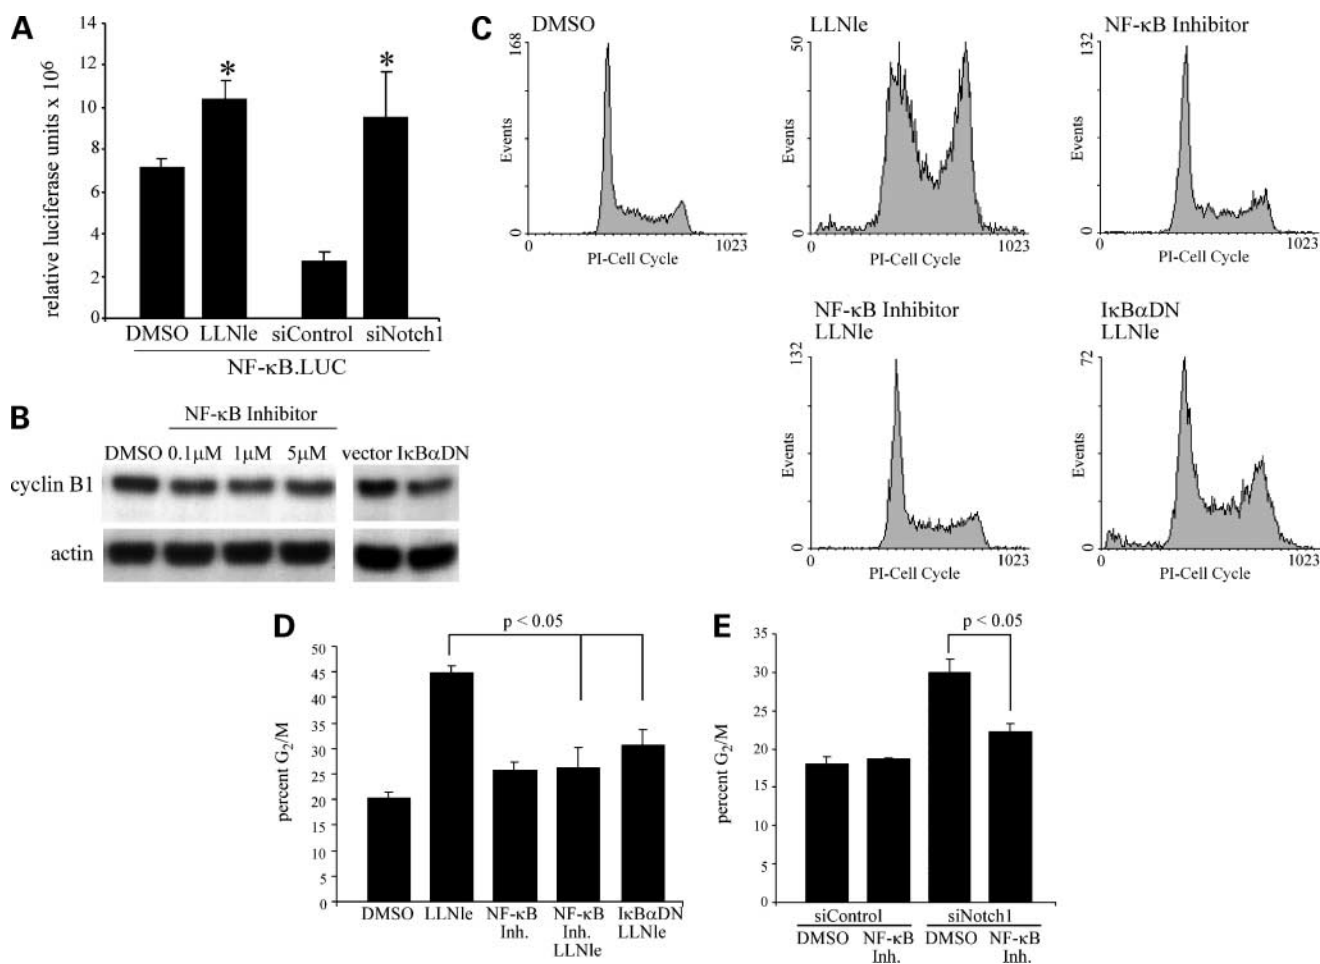 A
14
12
10
8
6
4
2
0
relative luciferase units x 10⁶
*
*
DMSO LLNle siControl siNotch1
NF-κB.LUC
B
NF-κB Inhibitor
DMSO 0.1μM 1μM 5μM vector IκBαDN
cyclin B1
actin
C
DMSO
168
Events
0
0 1023
PI-Cell Cycle
LLNle
50
Events
0
0 1023
PI-Cell Cycle
NF-κB Inhibitor
132
Events
0
0 1023
PI-Cell Cycle
NF-κB Inhibitor
LLNle
132
Events
0
0 1023
PI-Cell Cycle
IκBαDN
LLNle
72
Events
0
0 1023
PI-Cell Cycle
D
p < 0.05
50
45
40
35
30
25
20
15
10
5
0
percent G₂/M
DMSO
LLNle
NF-κB
Inh.
NF-κB
Inh.
LLNle
IκBαDN
LLNle
E
p < 0.05
35
30
25
20
15
10
5
0
percent G₂/M
siControl siNotch1
DMSO
NF-κB
Inh.
DMSO
NF-κB
Inh.